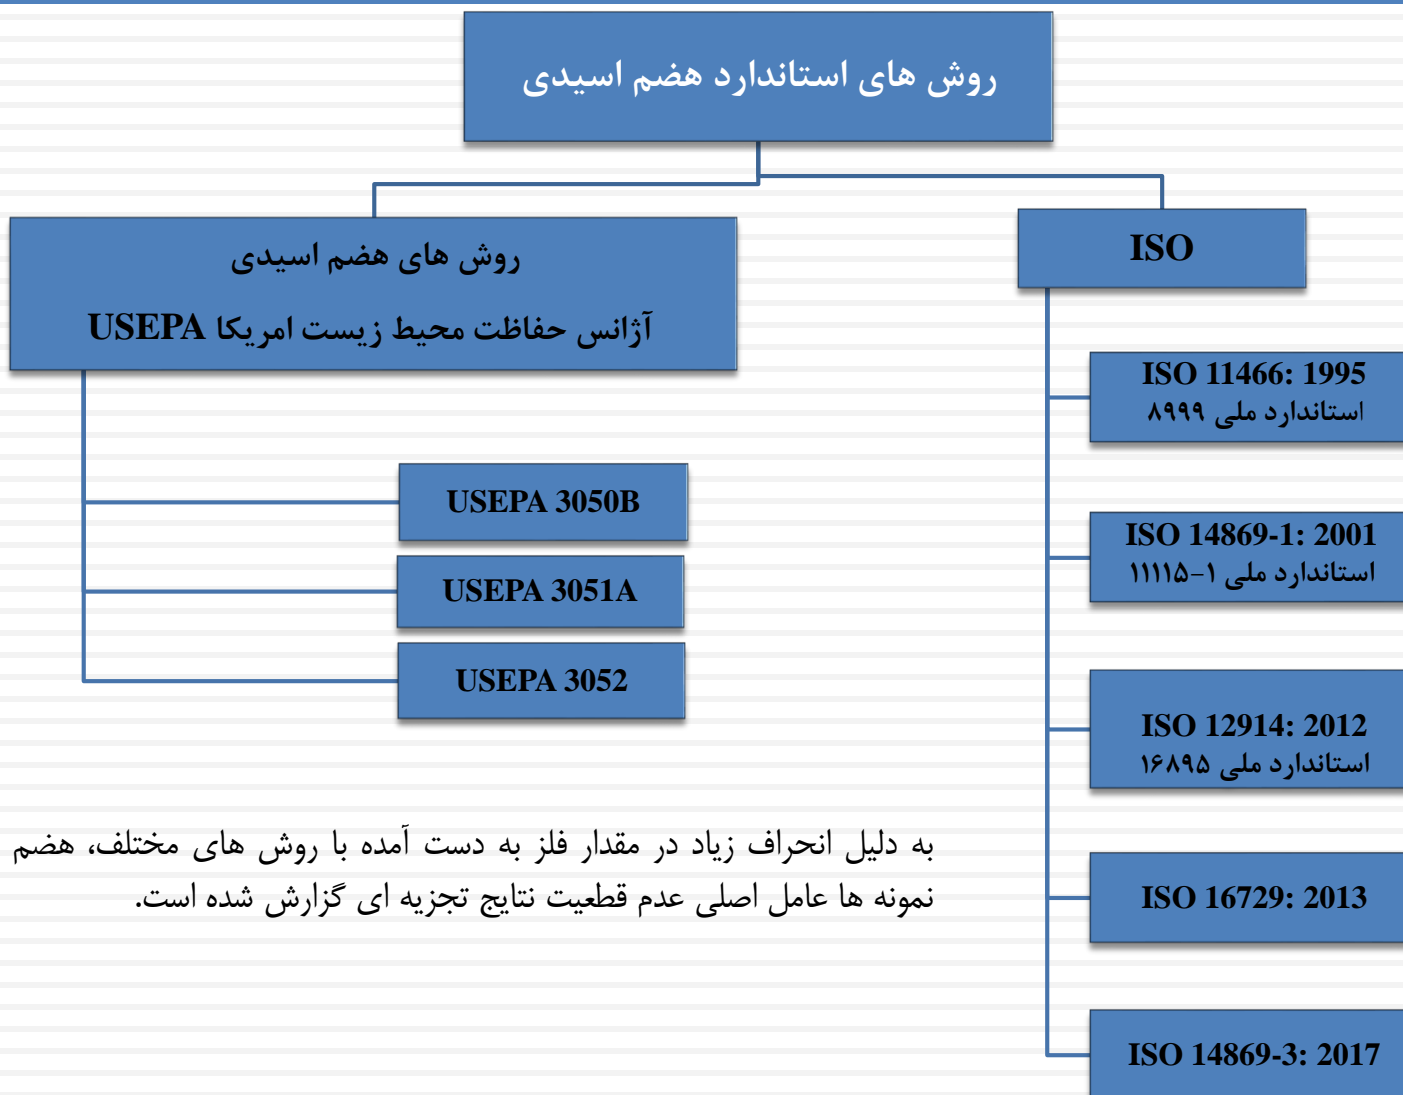 روش های استاندارد هضم اسیدی
ISO
ISO 11466: 1995
استاندارد ملی ۸۹۹۹
ISO 14869-1: 2001
استاندارد ملی ۱-۱۱۱۱۵
ISO 12914: 2012
استاندارد ملی ۱۶۸۹۵
ISO 16729: 2013
ISO 14869-3: 2017
روش های هضم اسیدی
آژانس حفاظت محیط زیست امریکا USEPA
USEPA 3050B
USEPA 3051A
USEPA 3052
به دلیل انحراف زیاد در مقدار فلز به دست آمده با روش های مختلف، هضم
نمونه ها عامل اصلی عدم قطعیت نتایج تجزیه ای گزارش شده است.